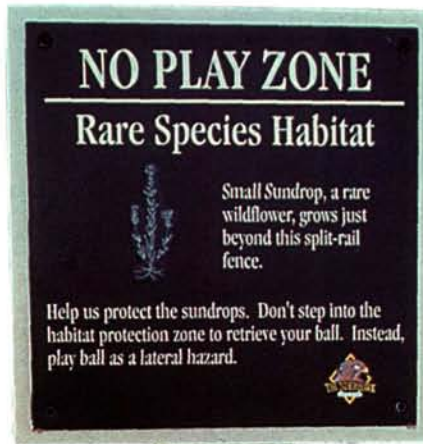 NO PLAY ZONE
Rare Species Habitat
Small Sundrop, a rare
wildflower, grows just
beyond this split-rail
fence.
Help us protect the sundrops. Don't step into the
habitat protection zone to retrieve your ball. Instead,
play ball as a lateral hazard.